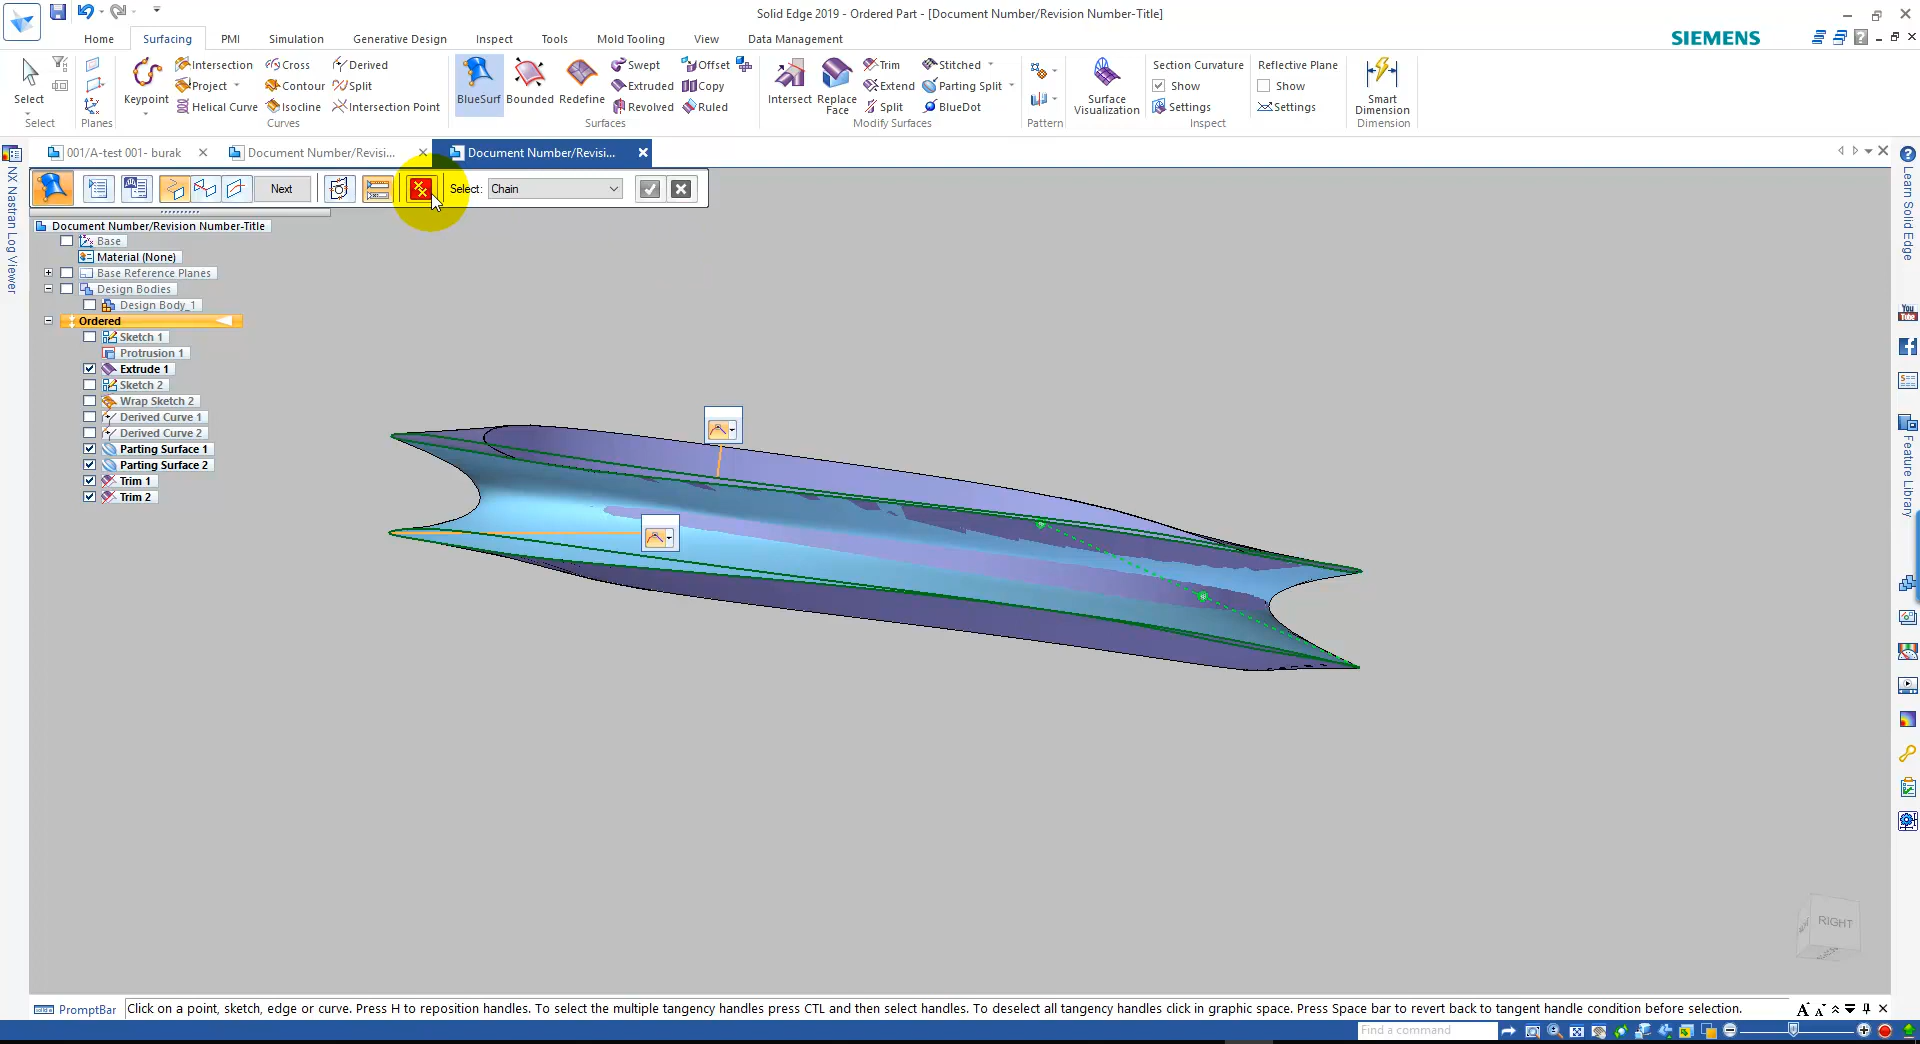 Solid Edge 2019 - Ordered Part - [Document Number/Revision Number-Title]
Home Surfacing PMI Simulation Generative Design Inspect Tools Mold Tooling View Data Management
SIEMENS
Select
Select
Planes
Keypoint
Intersection
Project
Helical Curve
Cross
Contour
Isocline
Derived
Split
Intersection Point
Curves
BlueSurf
Bounded
Redefine
Swept
Extruded
Revolved
Offset
Copy
Ruled
Surfaces
Intersect
Replace Face
Trim
Extend
Split
Stitched
Parting Split
BlueDot
Modify Surfaces
Pattern
Surface Visualization
Section Curvature
Show
Settings
Reflective Plane
Show
Settings
Inspect
Smart Dimension
Dimension
001/A-test 001- burak
Document Number/Revisi...
Document Number/Revisi...
Next
Select:
Chain
NX Nastran Log Viewer
Document Number/Revision Number-Title
Base
Material (None)
Base Reference Planes
Design Bodies
Design Body_1
Ordered
Sketch 1
Protrusion 1
Extrude 1
Sketch 2
Wrap Sketch 2
Derived Curve 1
Derived Curve 2
Parting Surface 1
Parting Surface 2
Trim 1
Trim 2
Learn Solid Edge
You Tube
Feature Library
RIGHT
PromptBar
Click on a point, sketch, edge or curve. Press H to reposition handles. To select the multiple tangency handles press CTL and then select handles. To deselect all tangency handles click in graphic space. Press Space bar to revert back to tangent handle condition before selection.
Find a command